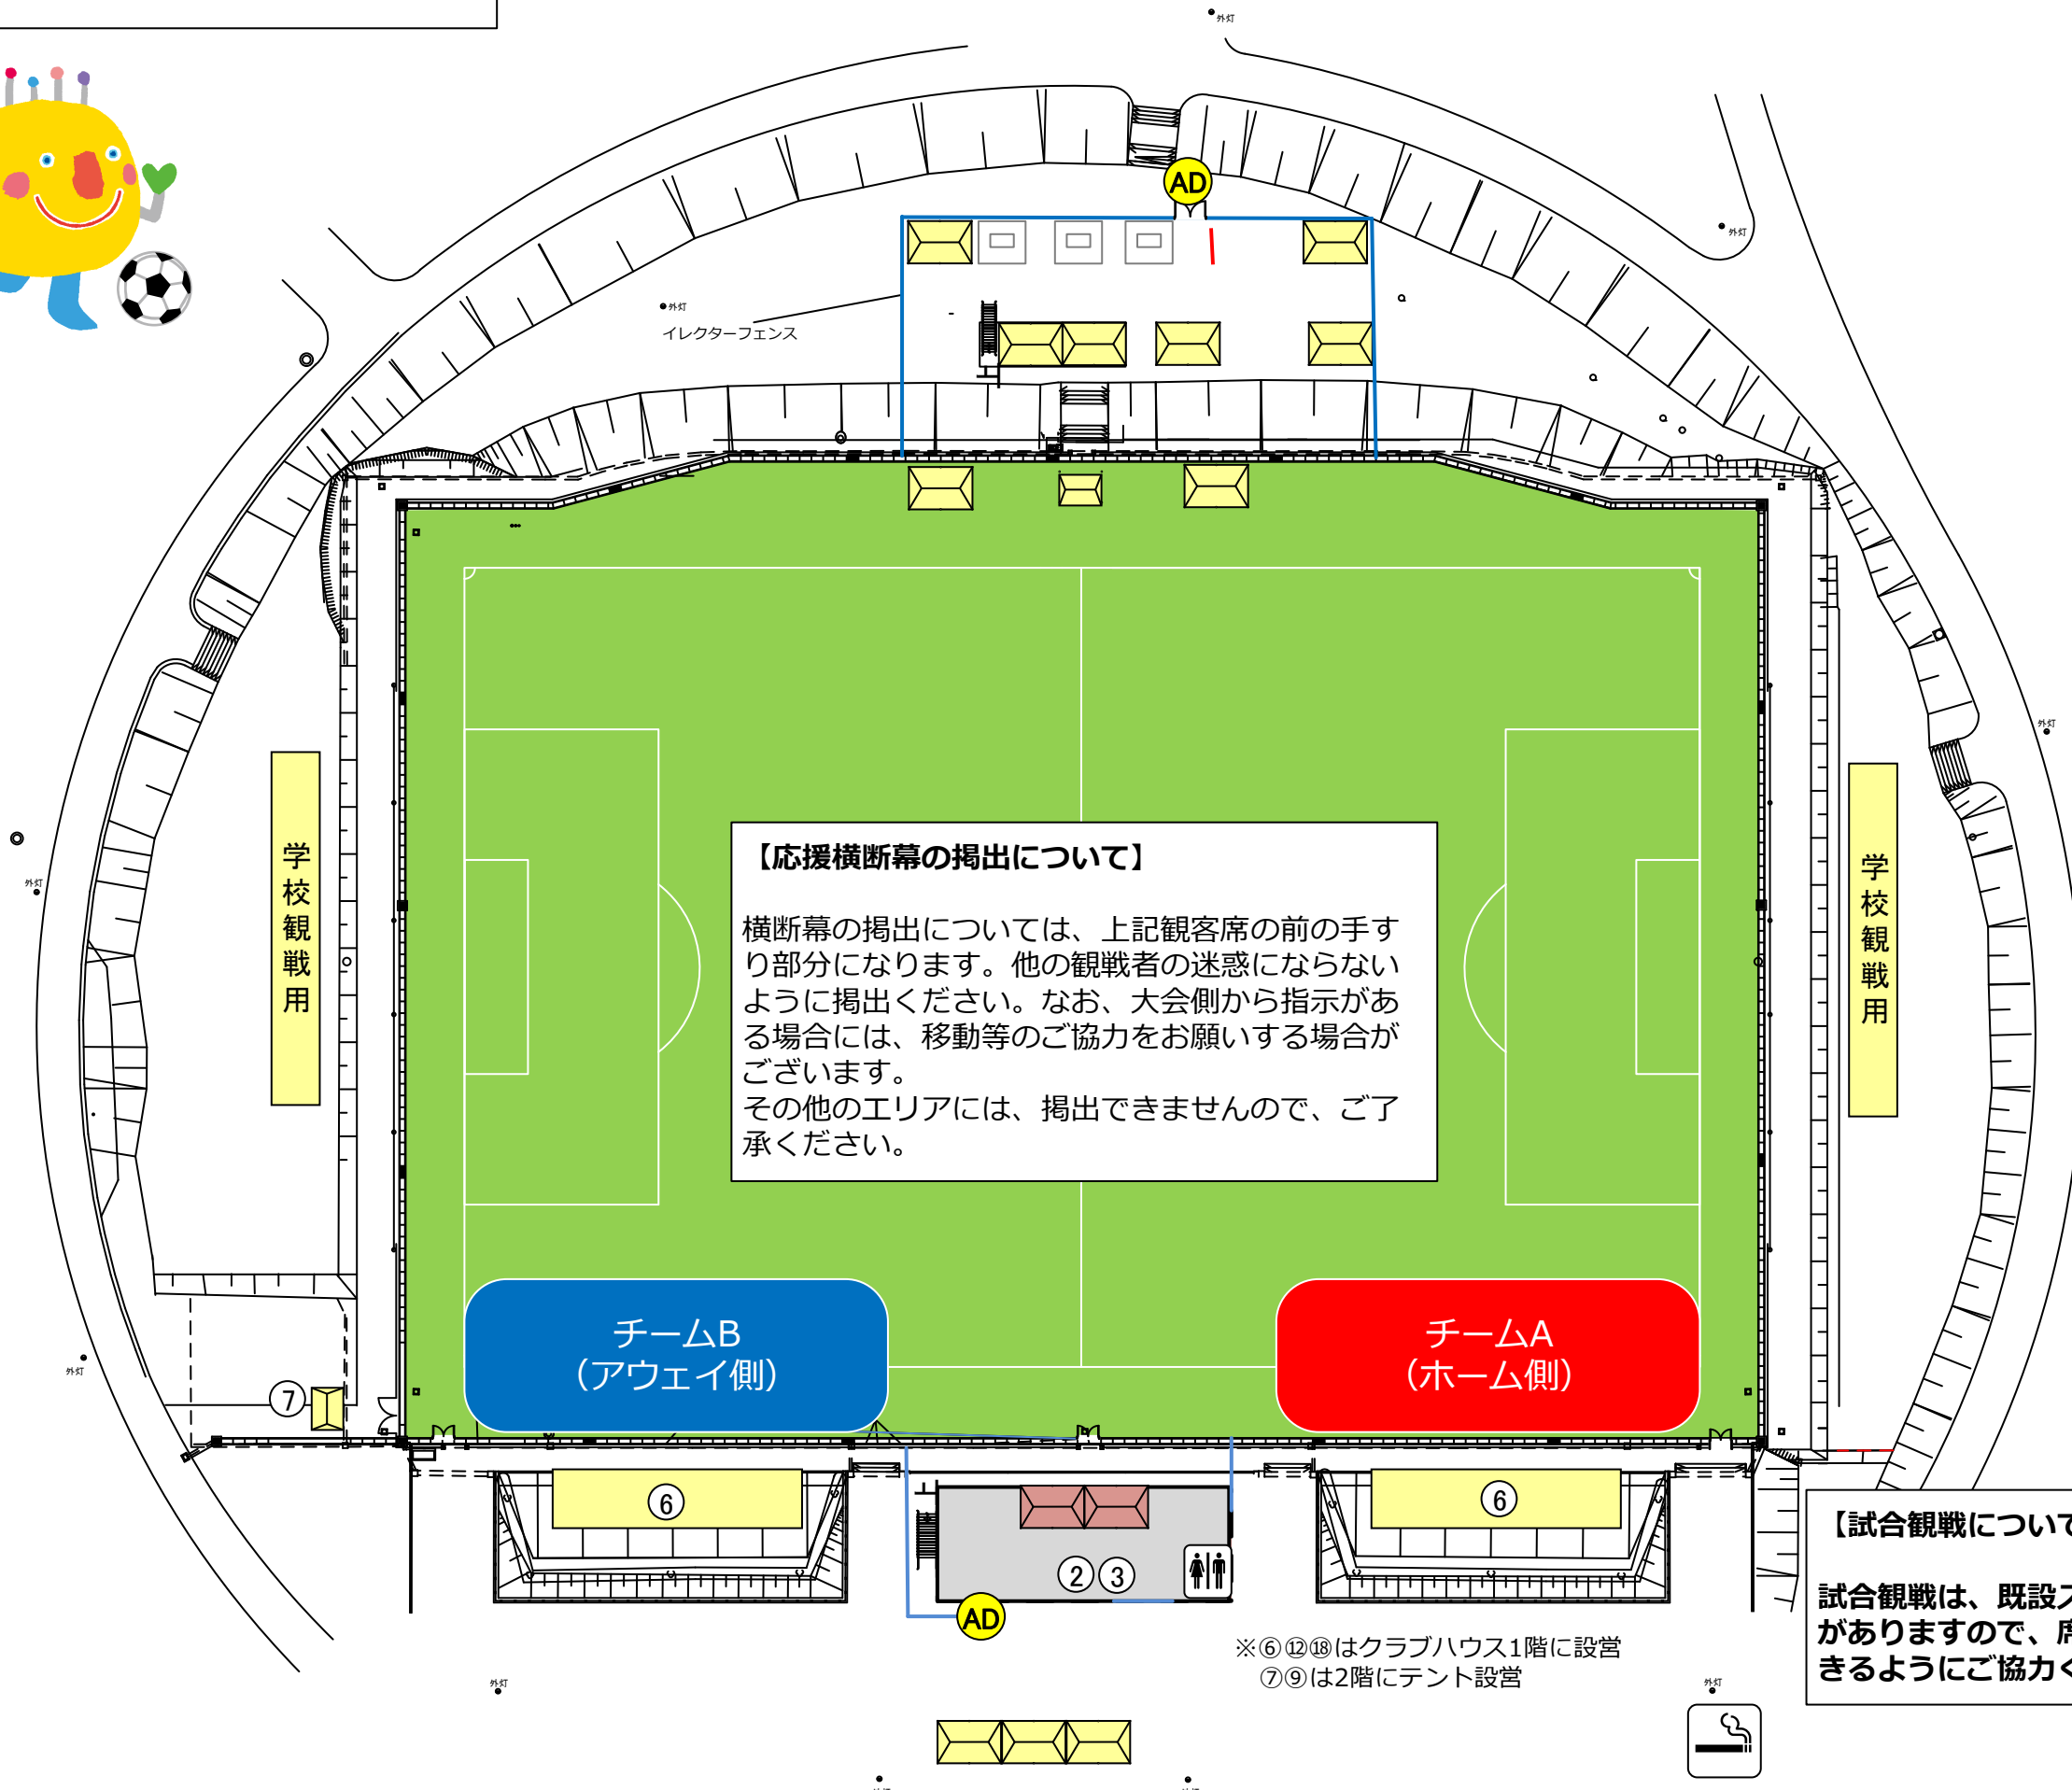 外灯
AD
外灯
外灯
イレクターフェンス
外灯
学校観戦用
学校観戦用
外灯
【応援横断幕の掲出について】
横断幕の掲出については、上記観客席の前の手す
り部分になります。他の観戦者の迷惑にならない
ように掲出ください。なお、大会側から指示があ
る場合には、移動等のご協力をお願いする場合が
ございます。
その他のエリアには、掲出できませんので、ご了
承ください。
チームB
（アウェイ側）
チームA
（ホーム側）
外灯
⑦
⑥
⑥
②③
AD
【試合観戦について
試合観戦は、既設ス
がありますので、席
きるようにご協力く
※⑥⑫⑱はクラブハウス1階に設営
⑦⑨は2階にテント設営
外灯
外灯